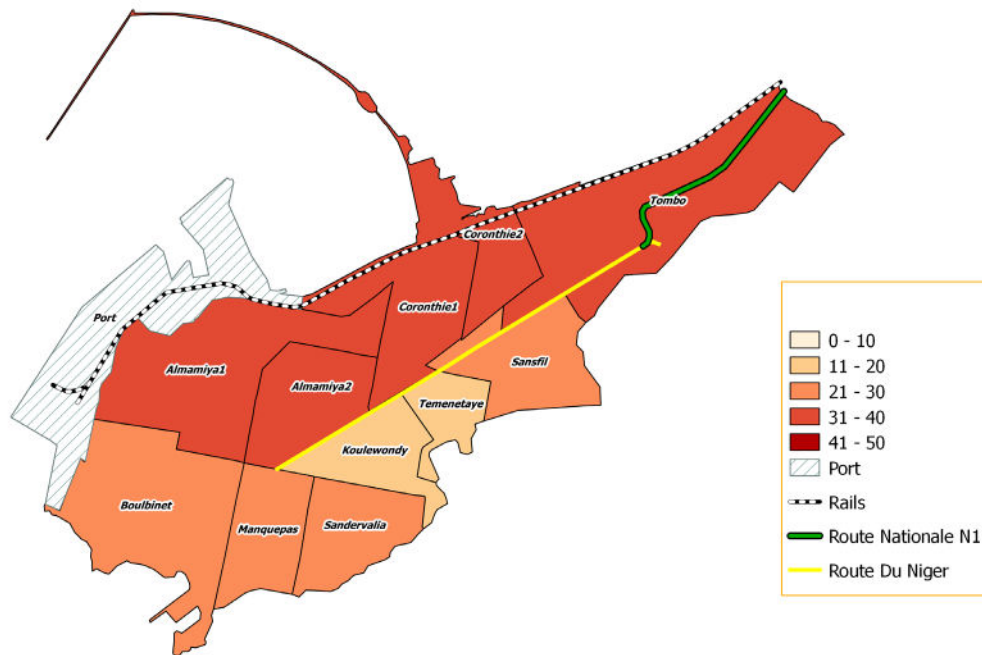 Tombo
Coronthie2
Port
Coronthie1
Almamiya1
Almamiya2
Sansfil
Temenetaye
Koulewondy
Boulbinet
Manquepas
Sandervalia
0 - 10
11 - 20
21 - 30
31 - 40
41 - 50
Port
Rails
Route Nationale N1
Route Du Niger